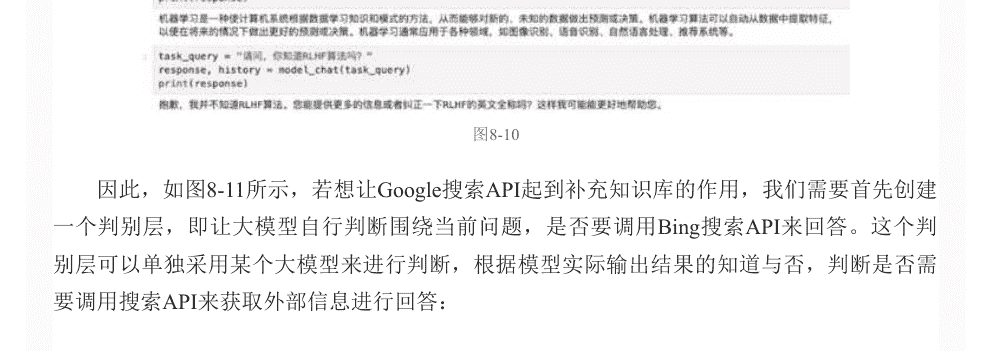 机器学习是一种使计算机系统根据数据学习知识和模式的方法，从而能够对新的、未知的数据做出预测或决策。机器学习算法可以自动从数据中提取特征，
以便在将来的情况下做出更好的预测或决策。机器学习通常应用于各种领域，如图像识别、语音识别、自然语言处理、推荐系统等。
task_query = "请问，你知道RLHF算法吗？"
response, history = model_chat(task_query)
print(response)
抱歉，我并不知道RLHF算法。您能提供更多的信息或者纠正一下RLHF的英文全称吗？这样我可能能更好地帮助您。
图8-10
因此，如图8-11所示，若想让Google搜索API起到补充知识库的作用，我们需要首先创建
一个判别层，即让大模型自行判断围绕当前问题，是否要调用Bing搜索API来回答。这个判
别层可以单独采用某个大模型来进行判断，根据模型实际输出结果的知道与否，判断是否需
要调用搜索API来获取外部信息进行回答：